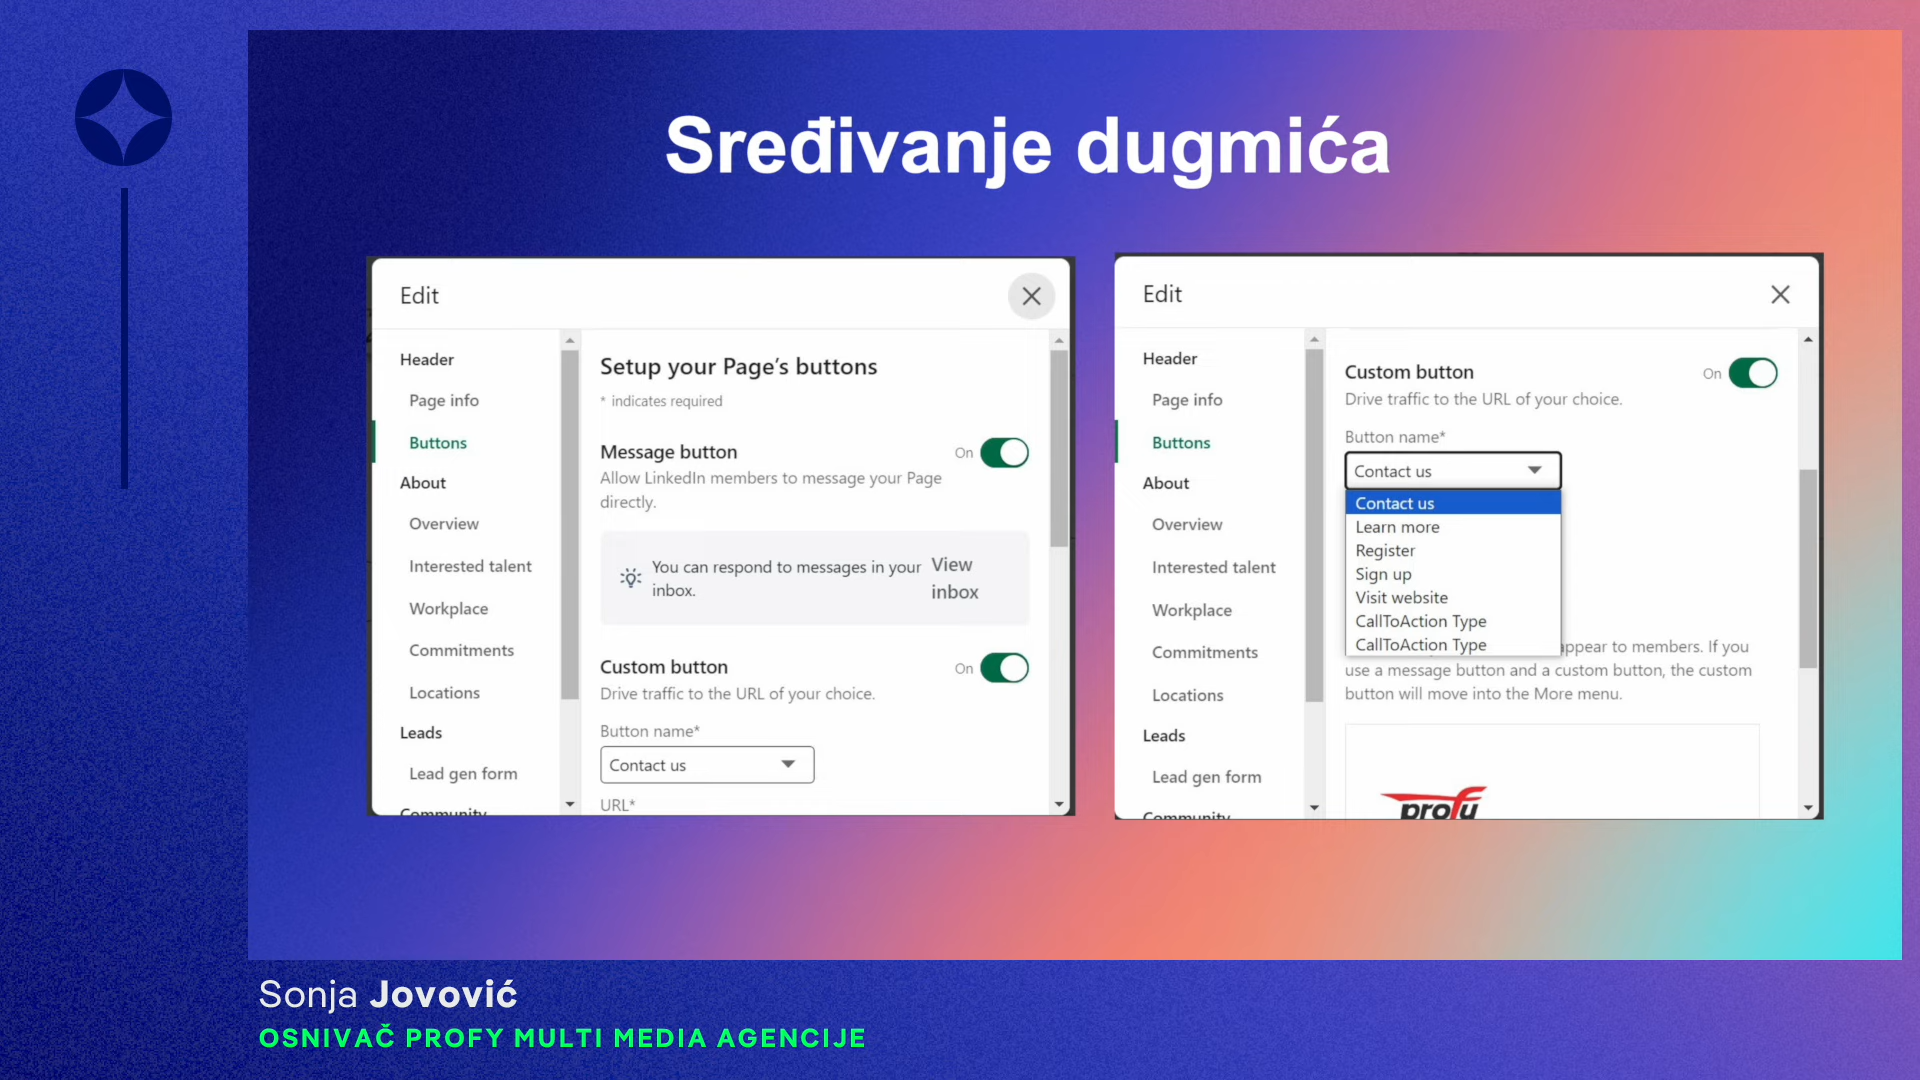 Sređivanje dugmića
Edit
Header
Page info
Buttons
About
Overview
Interested talent
Workplace
Commitments
Locations
Leads
Lead gen form
Community
Setup your Page's buttons
* indicates required
Message button
On
Allow LinkedIn members to message your Page
directly.
You can respond to messages in your
inbox.
View
inbox
Custom button
On
Drive traffic to the URL of your choice.
Button name*
Contact us
URL*
Edit
Header
Page info
Buttons
About
Overview
Interested talent
Workplace
Commitments
Locations
Leads
Lead gen form
Community
Custom button
On
Drive traffic to the URL of your choice.
Button name*
Contact us
Contact us
Learn more
Register
Sign up
Visit website
CallToAction Type
CallToAction Type
appear to members. If you
use a message button and a custom button, the custom
button will move into the More menu.
profy
Sonja Jovović
OSNIVAČ PROFY MULTI MEDIA AGENCIJE